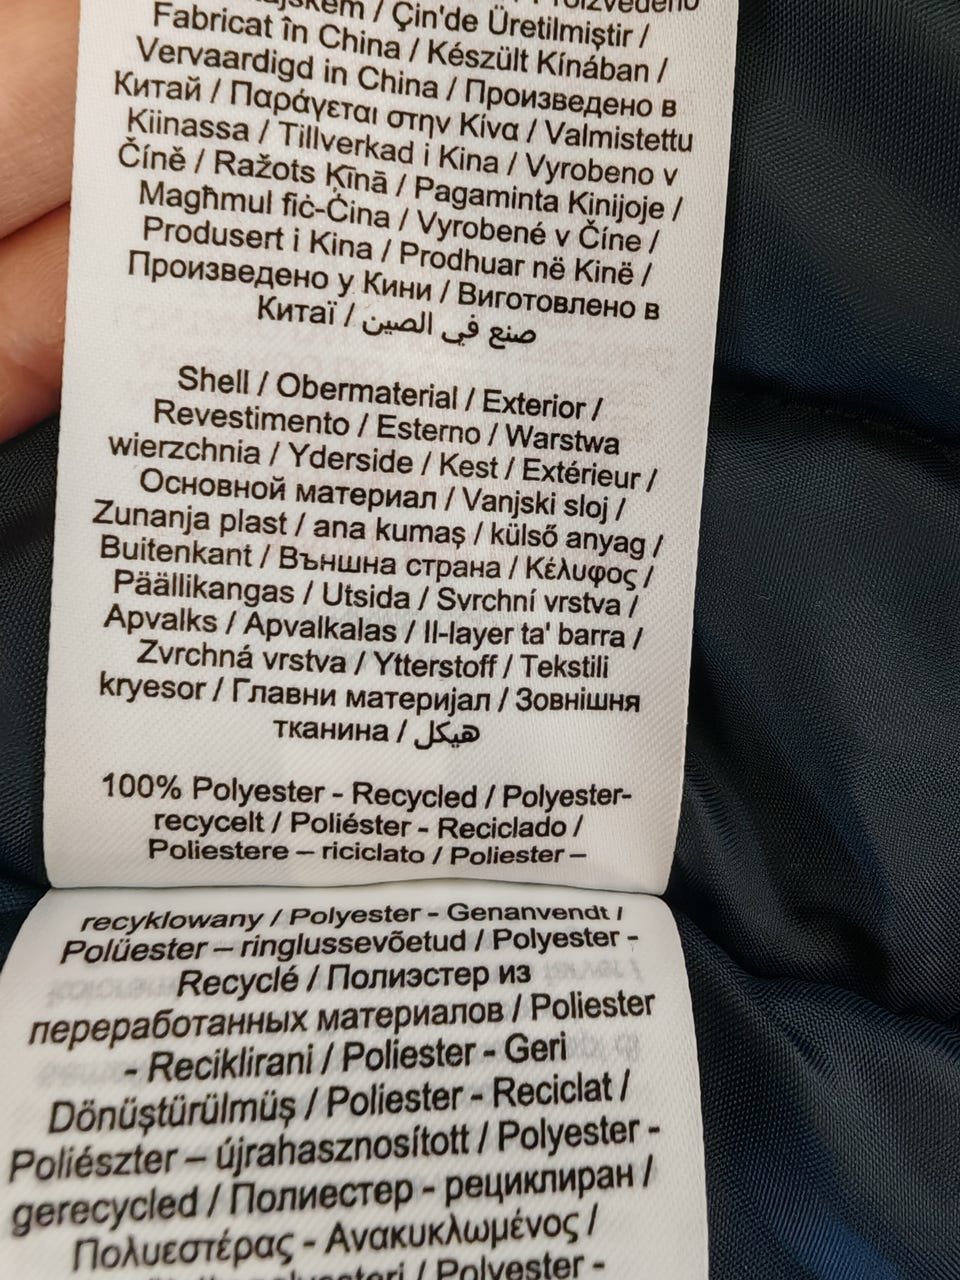 Çin'de Üretilmiştir /
Fabricat în China / Készült Kínában /
Vervaardigd in China / Произведено в
Китай / Παράγεται στην Κίνα / Valmistettu
Kiinassa / Tillverkad i Kina / Vyrobeno v
Číně / Ražots Ķīnā / Pagaminta Kinijoje /
Magħmul fiċ-Ċina / Vyrobené v Číne /
Produsert i Kina / Prodhuar në Kinë /
Произведено у Кини / Виготовлено в
Китаї / صنع في الصين
Shell / Obermaterial / Exterior /
Revestimento / Esterno / Warstwa
wierzchnia / Yderside / Kest / Extérieur /
Основной материал / Vanjski sloj /
Zunanja plast / ana kumaş / külső anyag /
Buitenkant / Външна страна / Κέλυφος /
Päällikangas / Utsida / Svrchní vrstva /
Apvalks / Apvalkalas / Il-layer ta' barra /
Zvrchná vrstva / Ytterstoff / Tekstili
kryesor / Главни материјал / Зовнішня
тканина / هيكل
100% Polyester - Recycled / Polyester-
recycelt / Poliéster - Reciclado /
Poliestere – riciclato / Poliester –
recyklowany / Polyester - Genanvendt /
Polüester – ringlussevõetud / Polyester -
Recyclé / Полиэстер из
переработанных материалов / Poliester
- Reciklirani / Poliester - Geri
Dönüştürülmüş / Poliester - Reciclat /
Poliészter – újrahasznosított / Polyester -
gerecycled / Полиестер - рециклиран /
Πολυεστέρας - Ανακυκλωμένος /
Polyester -